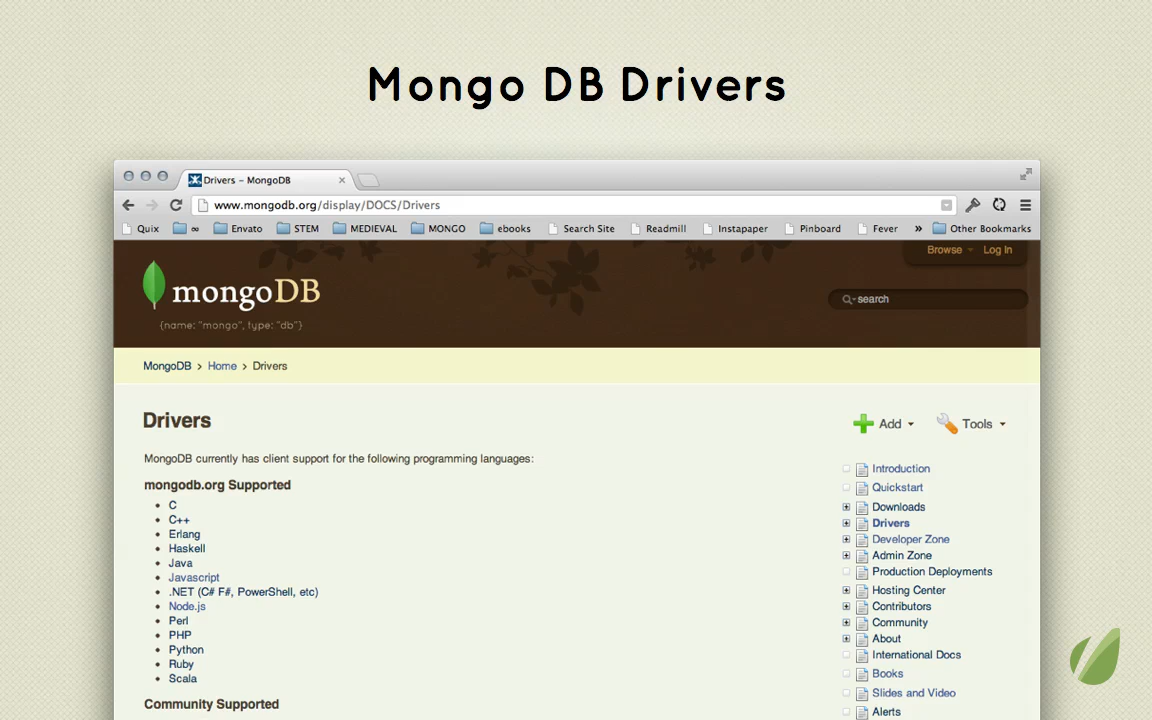 Mongo DB Drivers
Drivers – MongoDB
www.mongodb.org/display/DOCS/Drivers
Quix ∞ Envato STEM MEDIEVAL MONGO ebooks Search Site Readmill Instapaper Pinboard Fever » Other Bookmarks
Browse Log In
mongoDB
search
{name: "mongo", type: "db"}
MongoDB > Home > Drivers
Drivers
Add Tools
MongoDB currently has client support for the following programming languages:
mongodb.org Supported
C
C++
Erlang
Haskell
Java
Javascript
.NET (C# F#, PowerShell, etc)
Node.js
Perl
PHP
Python
Ruby
Scala
Community Supported
Introduction
Quickstart
Downloads
Drivers
Developer Zone
Admin Zone
Production Deployments
Hosting Center
Contributors
Community
About
International Docs
Books
Slides and Video
Alerts